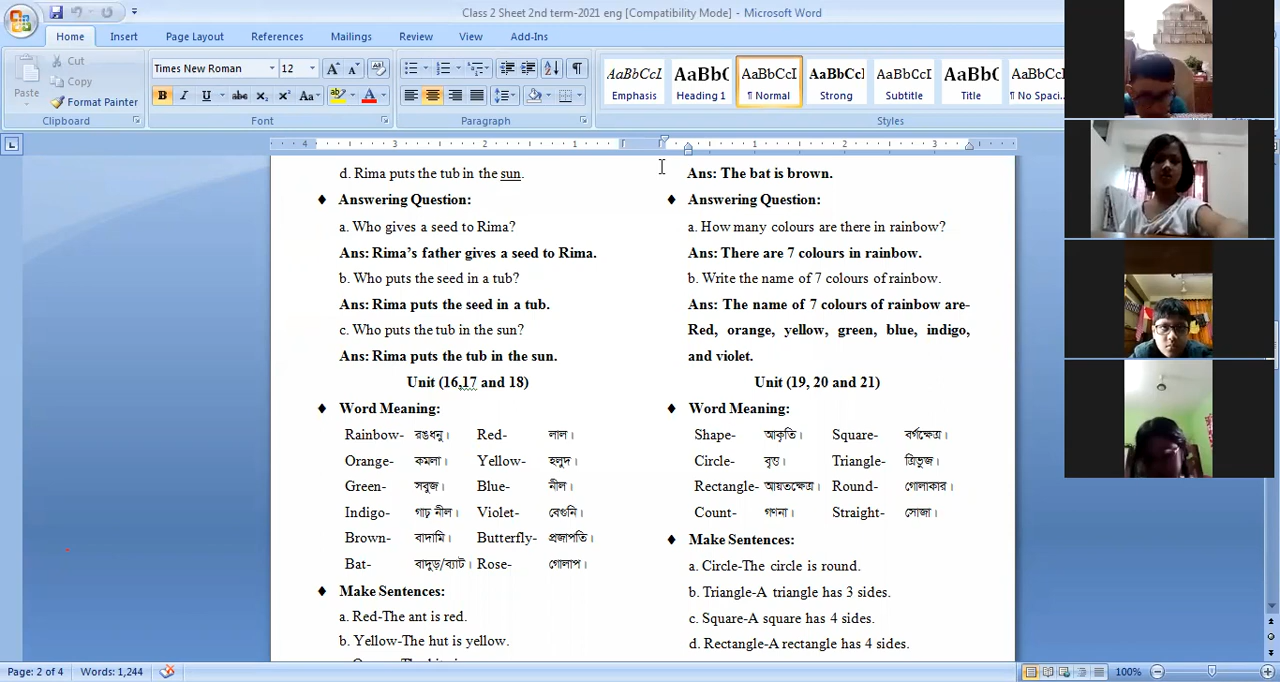 Class 2 Sheet 2nd term-2021 eng [Compatibility Mode] - Microsoft Word
Home Insert Page Layout References Mailings Review View Add-Ins
Paste Cut Copy Format Painter
Clipboard
Times New Roman 12
Font
Paragraph
AaBbCcI Emphasis
AaBbC Heading 1
AaBbCcI ¶ Normal
AaBbCc Strong
AaBbCcI Subtitle
AaBb( Title
AaBbCcI ¶ No Spaci...
Styles
d. Rima puts the tub in the sun.
♦ Answering Question:
a. Who gives a seed to Rima?
Ans: Rima's father gives a seed to Rima.
b. Who puts the seed in a tub?
Ans: Rima puts the seed in a tub.
c. Who puts the tub in the sun?
Ans: Rima puts the tub in the sun.
Unit (16,17 and 18)
♦ Word Meaning:
Rainbow- রঙধনু। Red- লাল।
Orange- কমলা। Yellow- হলুদ।
Green- সবুজ। Blue- নীল।
Indigo- গাঢ় নীল। Violet- বেগুনি।
Brown- বাদামি। Butterfly- প্রজাপতি।
Bat- বাদুড়/ব্যাট। Rose- গোলাপ।
♦ Make Sentences:
a. Red-The ant is red.
b. Yellow-The hut is yellow.
Ans: The bat is brown.
♦ Answering Question:
a. How many colours are there in rainbow?
Ans: There are 7 colours in rainbow.
b. Write the name of 7 colours of rainbow.
Ans: The name of 7 colours of rainbow are-
Red, orange, yellow, green, blue, indigo,
and violet.
Unit (19, 20 and 21)
♦ Word Meaning:
Shape- আকৃতি। Square- বর্গক্ষেত্র।
Circle- বৃত্ত। Triangle- ত্রিভুজ।
Rectangle- আয়তক্ষেত্র। Round- গোলাকার।
Count- গণনা। Straight- সোজা।
♦ Make Sentences:
a. Circle-The circle is round.
b. Triangle-A triangle has 3 sides.
c. Square-A square has 4 sides.
d. Rectangle-A rectangle has 4 sides.
Page: 2 of 4 Words: 1,244 100%